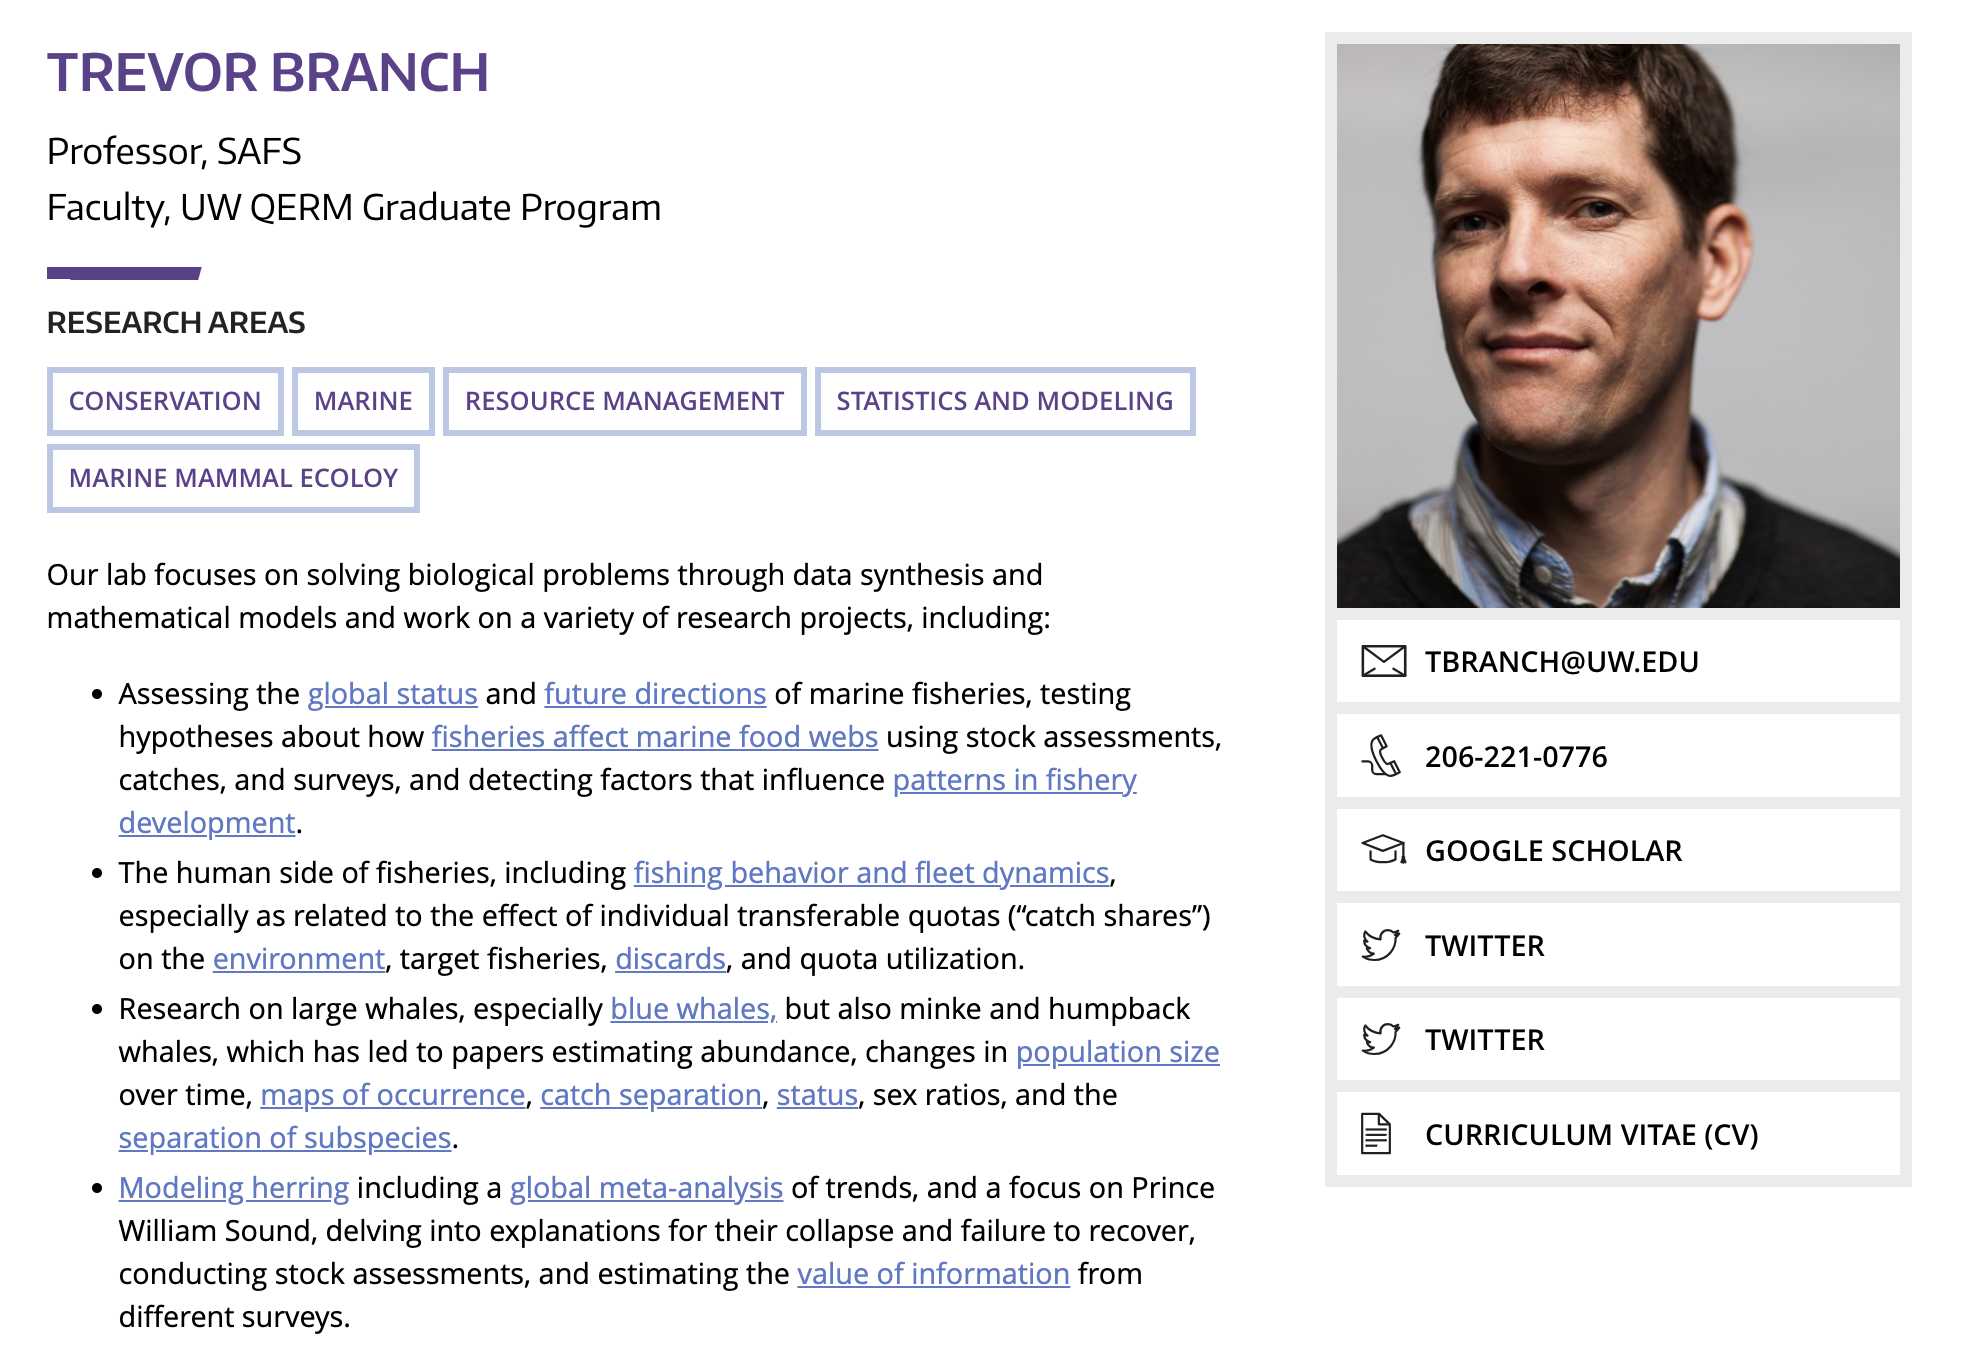 TREVOR BRANCH
Professor, SAFS
Faculty, UW QERM Graduate Program
RESEARCH AREAS
CONSERVATION MARINE RESOURCE MANAGEMENT STATISTICS AND MODELING
MARINE MAMMAL ECOLOY
Our lab focuses on solving biological problems through data synthesis and
mathematical models and work on a variety of research projects, including:
• Assessing the global status and future directions of marine fisheries, testing
hypotheses about how fisheries affect marine food webs using stock assessments,
catches, and surveys, and detecting factors that influence patterns in fishery
development.
• The human side of fisheries, including fishing behavior and fleet dynamics,
especially as related to the effect of individual transferable quotas (“catch shares”)
on the environment, target fisheries, discards, and quota utilization.
• Research on large whales, especially blue whales, but also minke and humpback
whales, which has led to papers estimating abundance, changes in population size
over time, maps of occurrence, catch separation, status, sex ratios, and the
separation of subspecies.
• Modeling herring including a global meta-analysis of trends, and a focus on Prince
William Sound, delving into explanations for their collapse and failure to recover,
conducting stock assessments, and estimating the value of information from
different surveys.
TBRANCH@UW.EDU
206-221-0776
GOOGLE SCHOLAR
TWITTER
TWITTER
CURRICULUM VITAE (CV)